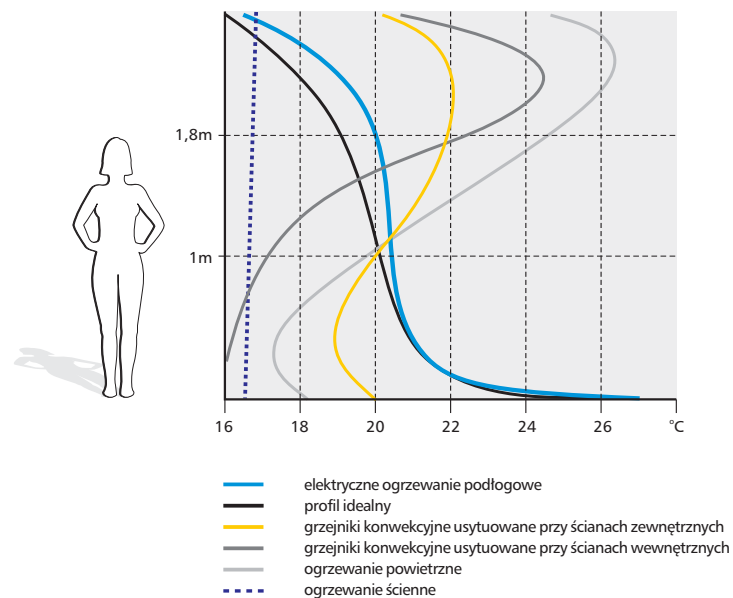 1,8m
1m
16 18 20 22 24 26 °C
elektryczne ogrzewanie podłogowe
profil idealny
grzejniki konwekcyjne usytuowane przy ścianach zewnętrznych
grzejniki konwekcyjne usytuowane przy ścianach wewnętrznych
ogrzewanie powietrzne
ogrzewanie ścienne